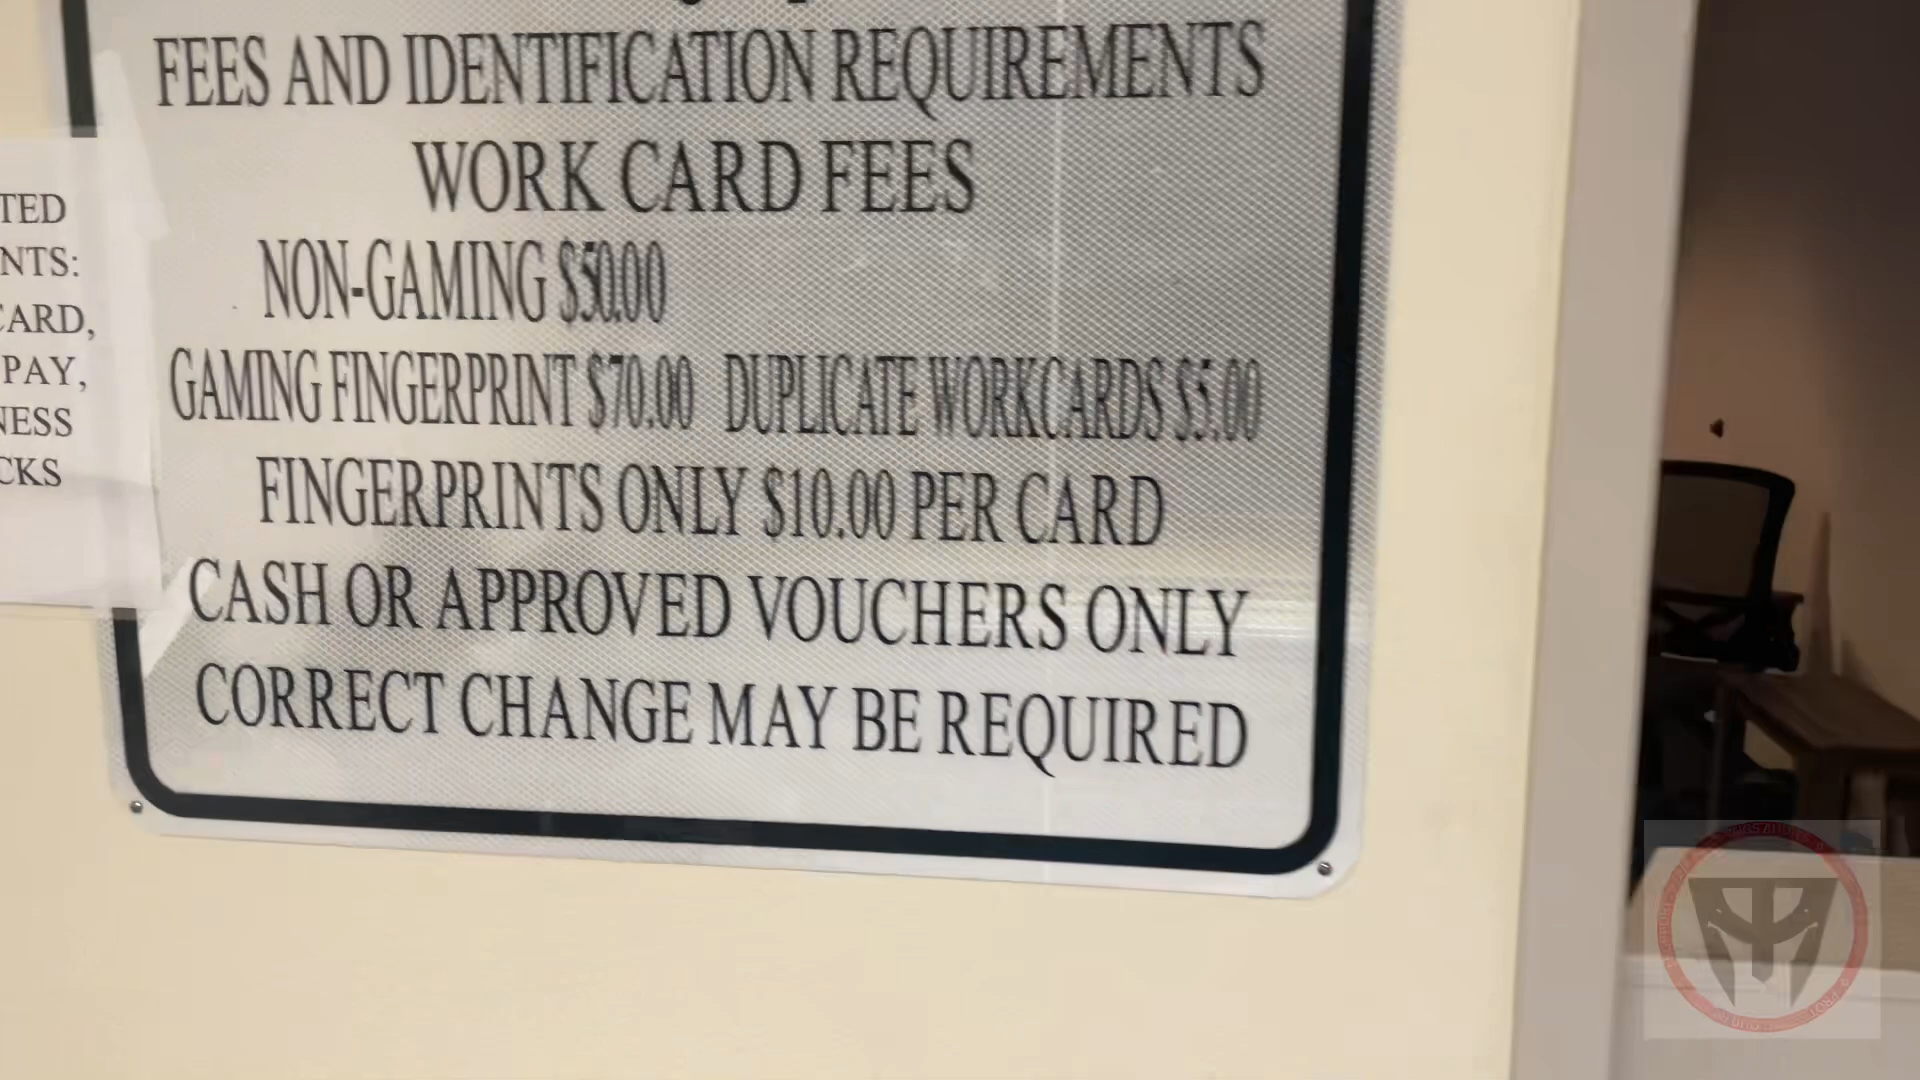 FEES AND IDENTIFICATION REQUIREMENTS
WORK CARD FEES
NON-GAMING $50.00
GAMING FINGERPRINT $70.00 DUPLICATE WORKCARDS $5.00
FINGERPRINTS ONLY $10.00 PER CARD
CASH OR APPROVED VOUCHERS ONLY
CORRECT CHANGE MAY BE REQUIRED
TED
NTS:
CARD,
PAY,
NESS
CKS